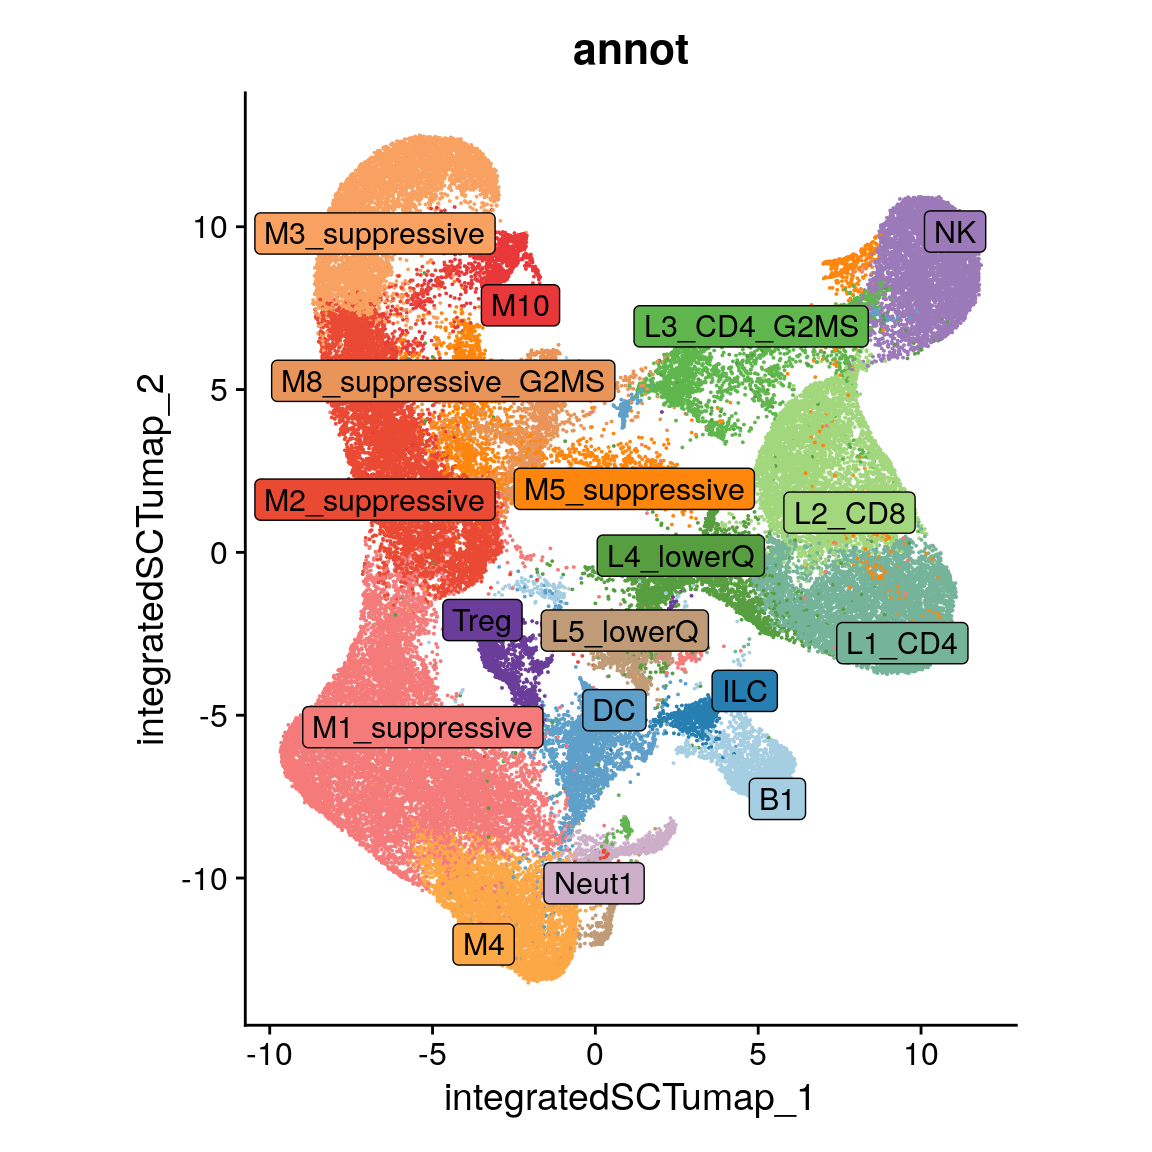 annot
10
5
0
-5
-10
integratedSCTumap_2
M3_suppressive
NK
M10
L3_CD4_G2MS
M8_suppressive_G2MS
M5_suppressive
M2_suppressive
L2_CD8
L4_lowerQ
Treg
L5_lowerQ
L1_CD4
ILC
DC
M1_suppressive
B1
Neut1
M4
-10
-5
0
5
10
integratedSCTumap_1